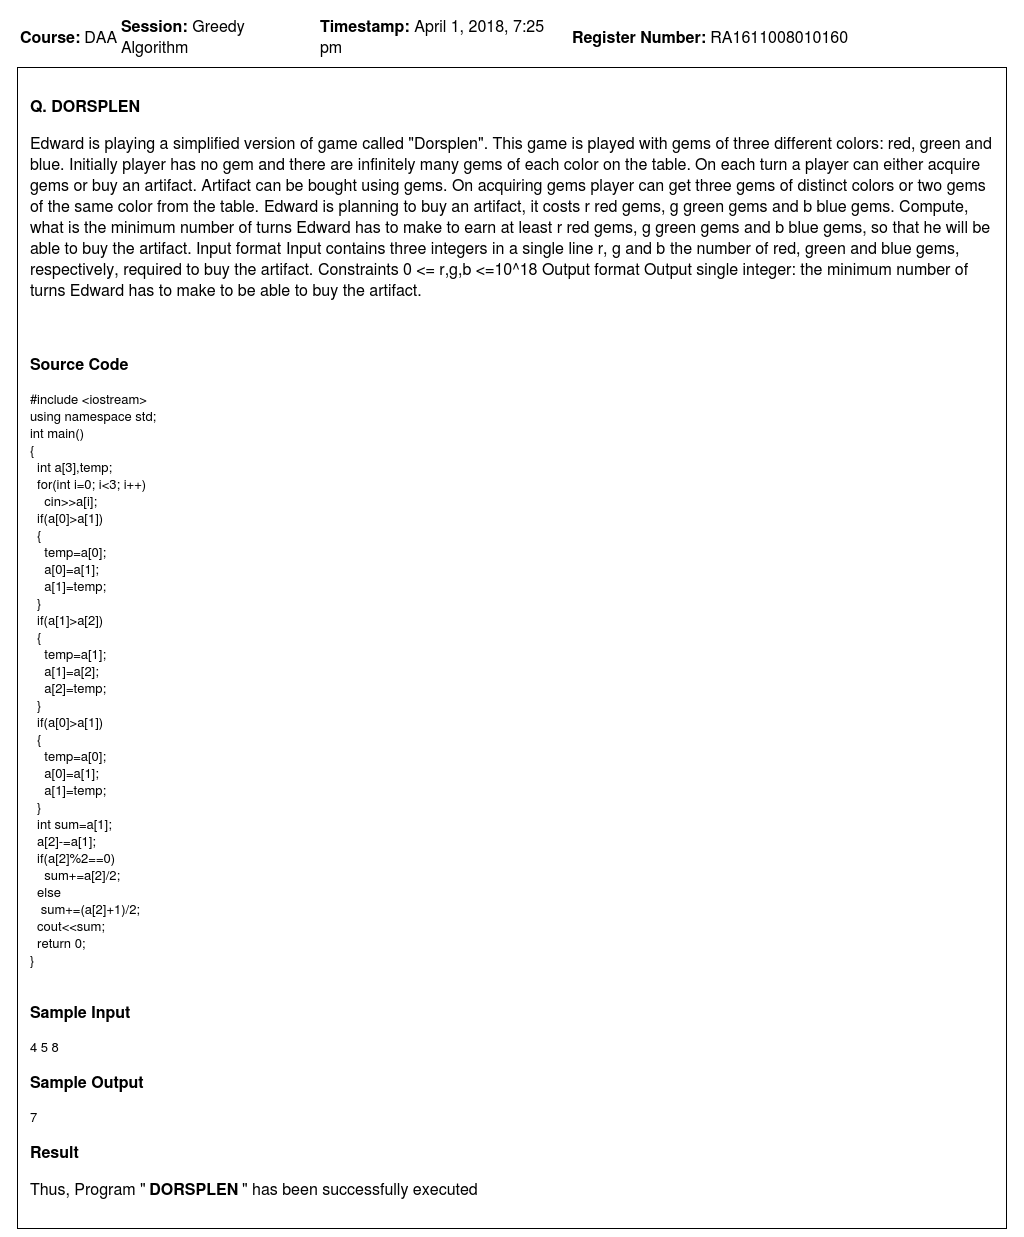 Course: DAA Session: Greedy Algorithm Timestamp: April 1, 2018, 7:25 pm Register Number: RA1611008010160
Q. DORSPLEN
Edward is playing a simplified version of game called "Dorsplen". This game is played with gems of three different colors: red, green and
blue. Initially player has no gem and there are infinitely many gems of each color on the table. On each turn a player can either acquire
gems or buy an artifact. Artifact can be bought using gems. On acquiring gems player can get three gems of distinct colors or two gems
of the same color from the table. Edward is planning to buy an artifact, it costs r red gems, g green gems and b blue gems. Compute,
what is the minimum number of turns Edward has to make to earn at least r red gems, g green gems and b blue gems, so that he will be
able to buy the artifact. Input format Input contains three integers in a single line r, g and b the number of red, green and blue gems,
respectively, required to buy the artifact. Constraints 0 <= r,g,b <=10^18 Output format Output single integer: the minimum number of
turns Edward has to make to be able to buy the artifact.
Source Code
#include <iostream>
using namespace std;
int main()
{
  int a[3],temp;
  for(int i=0; i<3; i++)
    cin>>a[i];
  if(a[0]>a[1])
  {
    temp=a[0];
    a[0]=a[1];
    a[1]=temp;
  }
  if(a[1]>a[2])
  {
    temp=a[1];
    a[1]=a[2];
    a[2]=temp;
  }
  if(a[0]>a[1])
  {
    temp=a[0];
    a[0]=a[1];
    a[1]=temp;
  }
  int sum=a[1];
  a[2]-=a[1];
  if(a[2]%2==0)
    sum+=a[2]/2;
  else
   sum+=(a[2]+1)/2;
  cout<<sum;
  return 0;
}
Sample Input
4 5 8
Sample Output
7
Result
Thus, Program " DORSPLEN " has been successfully executed